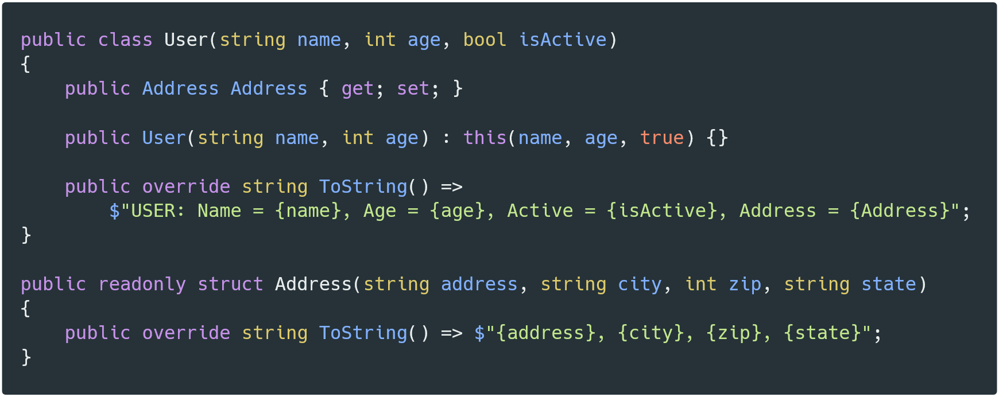 public class User(string name, int age, bool isActive)
{
    public Address Address { get; set; }

    public User(string name, int age) : this(name, age, true) {}

    public override string ToString() =>
        $"USER: Name = {name}, Age = {age}, Active = {isActive}, Address = {Address}";
}

public readonly struct Address(string address, string city, int zip, string state)
{
    public override string ToString() => $"{address}, {city}, {zip}, {state}";
}